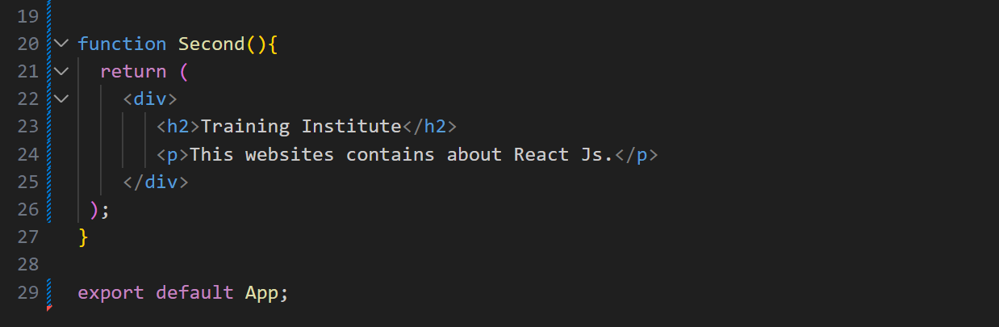 19
20 function Second(){
21 return (
22 <div>
23 <h2>Training Institute</h2>
24 <p>This websites contains about React Js.</p>
25 </div>
26 );
27 }
28
29 export default App;